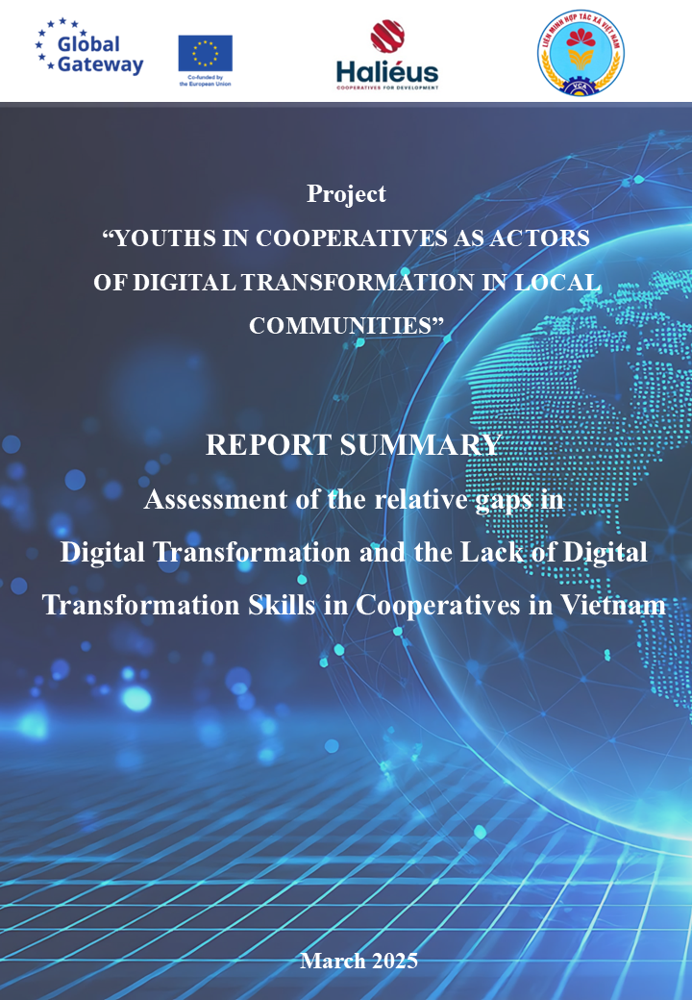 Global
Gateway
Co-funded by
the European Union
Haliéus
COOPERATIVES FOR DEVELOPMENT
LIÊN MINH HỢP TÁC XÃ VIỆT NAM
VCA
Project
“YOUTHS IN COOPERATIVES AS ACTORS
OF DIGITAL TRANSFORMATION IN LOCAL
COMMUNITIES”
REPORT SUMMARY
Assessment of the relative gaps in
Digital Transformation and the Lack of Digital
Transformation Skills in Cooperatives in Vietnam
March 2025